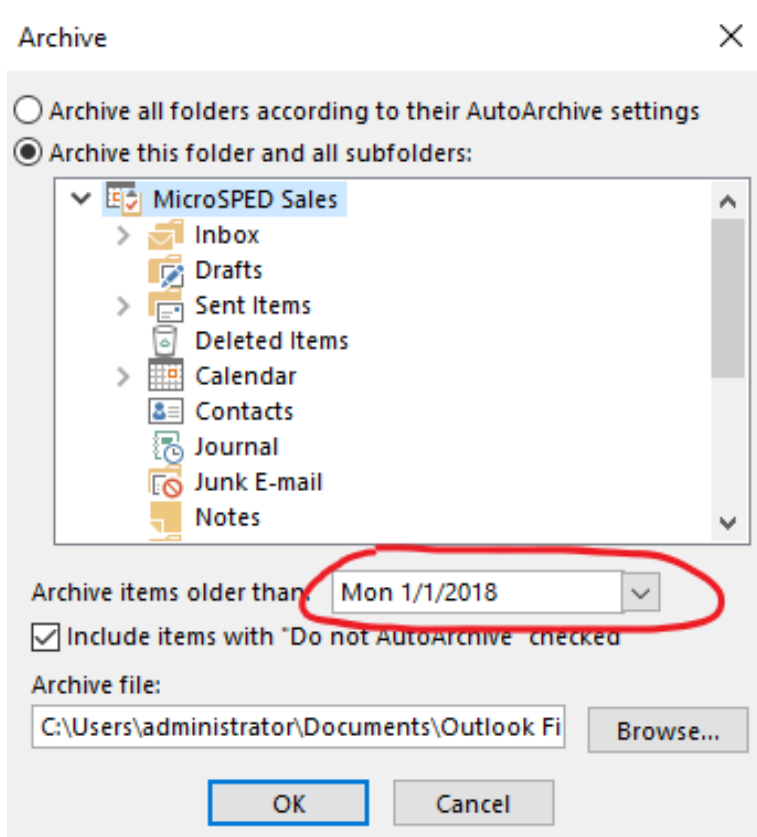 Archive
Archive all folders according to their AutoArchive settings
Archive this folder and all subfolders:
MicroSPED Sales
Inbox
Drafts
Sent Items
Deleted Items
Calendar
Contacts
Journal
Junk E-mail
Notes
Archive items older than: Mon 1/1/2018
Include items with "Do not AutoArchive" checked
Archive file:
C:\Users\administrator\Documents\Outlook Fi Browse...
OK Cancel